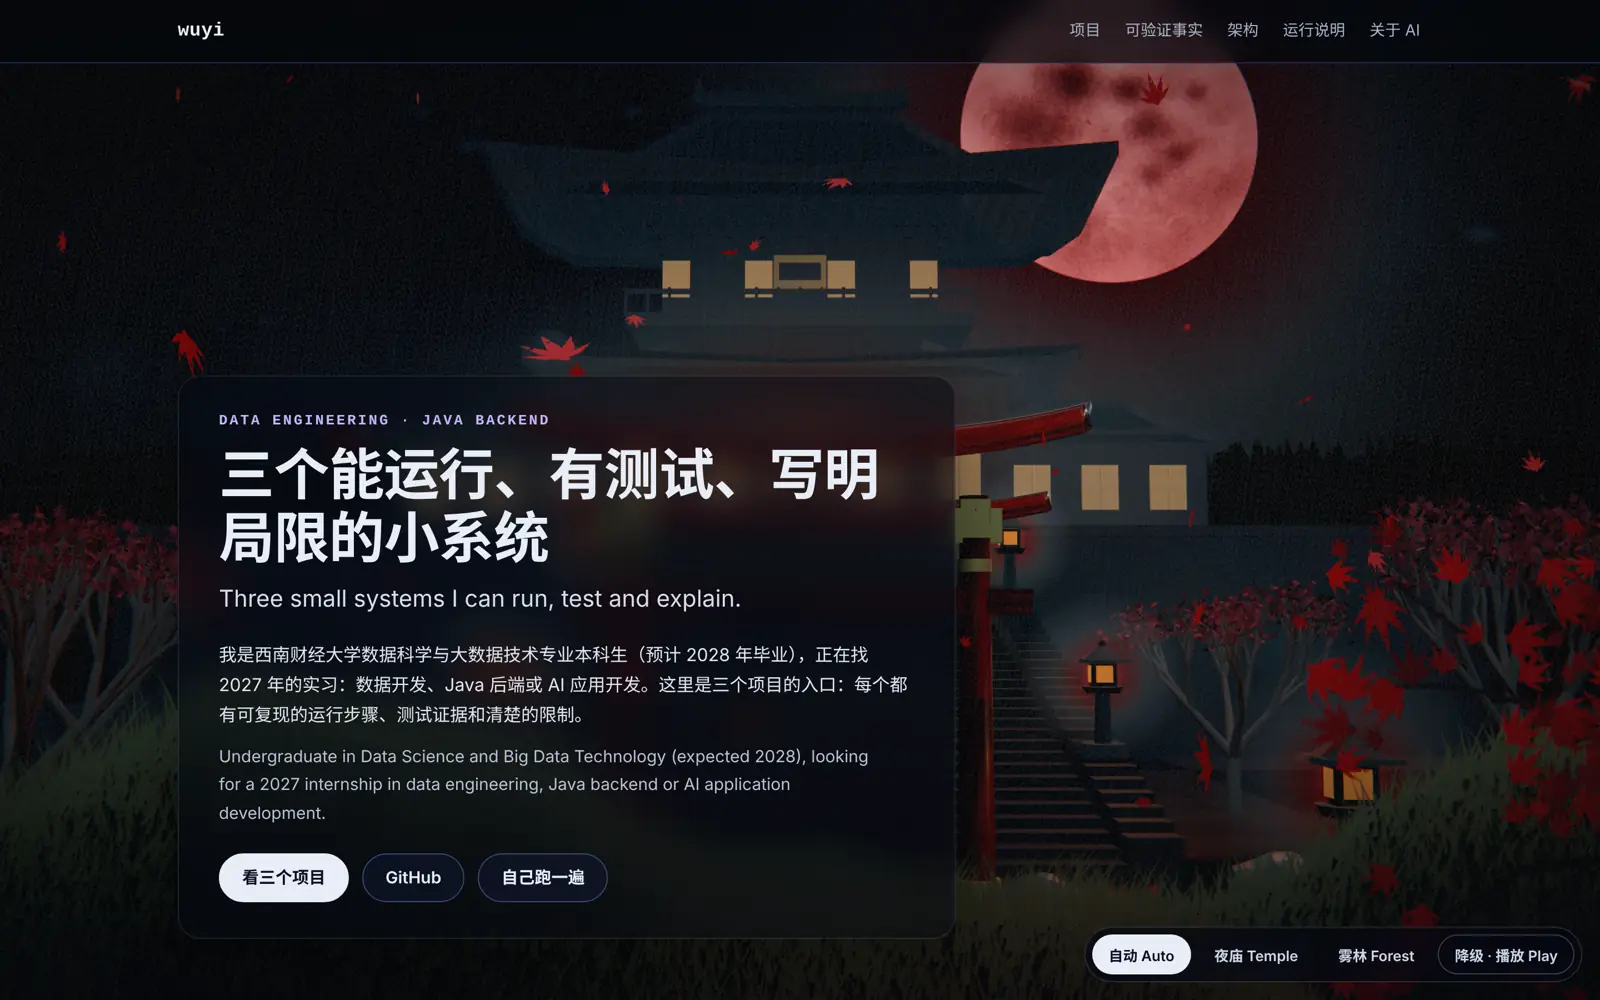 wuyi
项目 可验证事实 架构 运行说明 关于 AI
DATA ENGINEERING · JAVA BACKEND
三个能运行、有测试、写明
局限的小系统
Three small systems I can run, test and explain.
我是西南财经大学数据科学与大数据技术专业本科生（预计 2028 年毕业），正在找
2027 年的实习：数据开发、Java 后端或 AI 应用开发。这里是三个项目的入口：每个都
有可复现的运行步骤、测试证据和清楚的限制。
Undergraduate in Data Science and Big Data Technology (expected 2028), looking
for a 2027 internship in data engineering, Java backend or AI application
development.
看三个项目 GitHub 自己跑一遍
自动 Auto 夜庙 Temple 雾林 Forest 降级 · 播放 Play